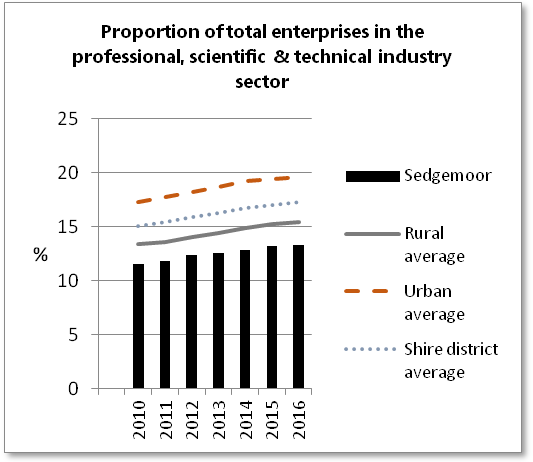 Proportion of total enterprises in the
professional, scientific & technical industry
sector
25
20
15
10
5
0
%
2010
2011
2012
2013
2014
2015
2016
Sedgemoor
Rural
average
Urban
average
Shire district
average